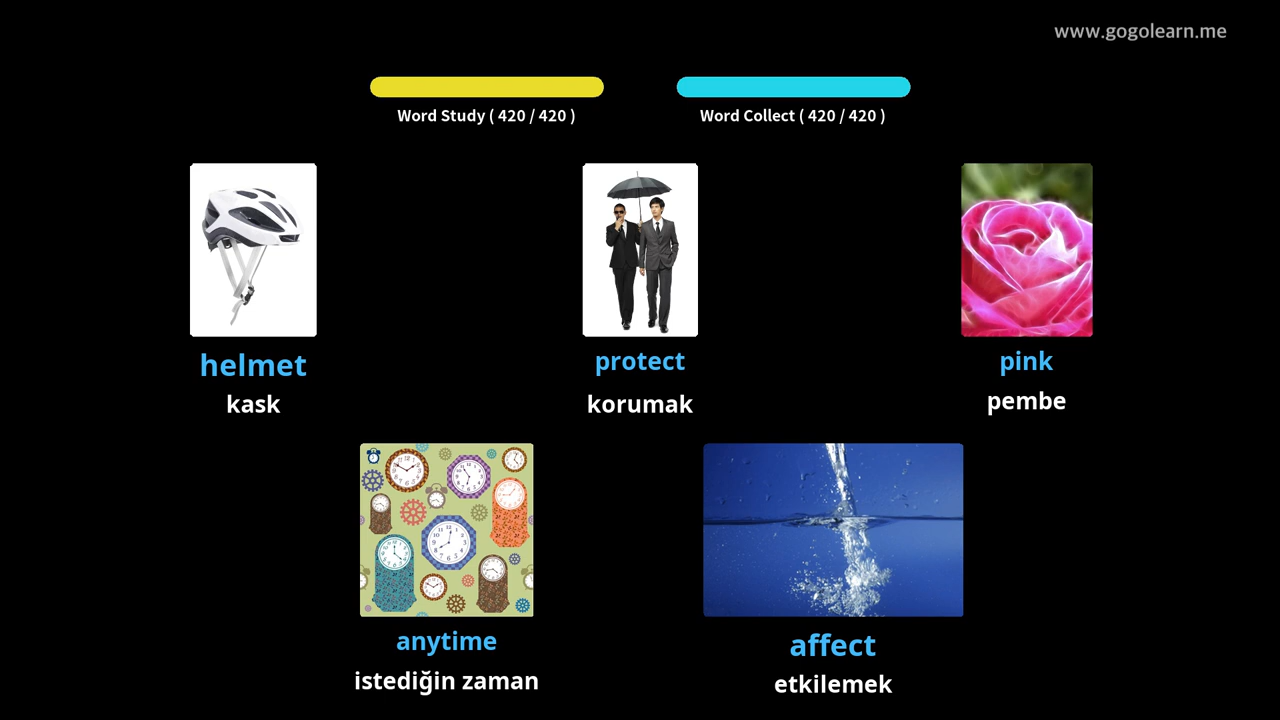 www.gogolearn.me
Word Study ( 420 / 420 )
Word Collect ( 420 / 420 )
helmet
kask
protect
korumak
pink
pembe
anytime
istediğin zaman
affect
etkilemek